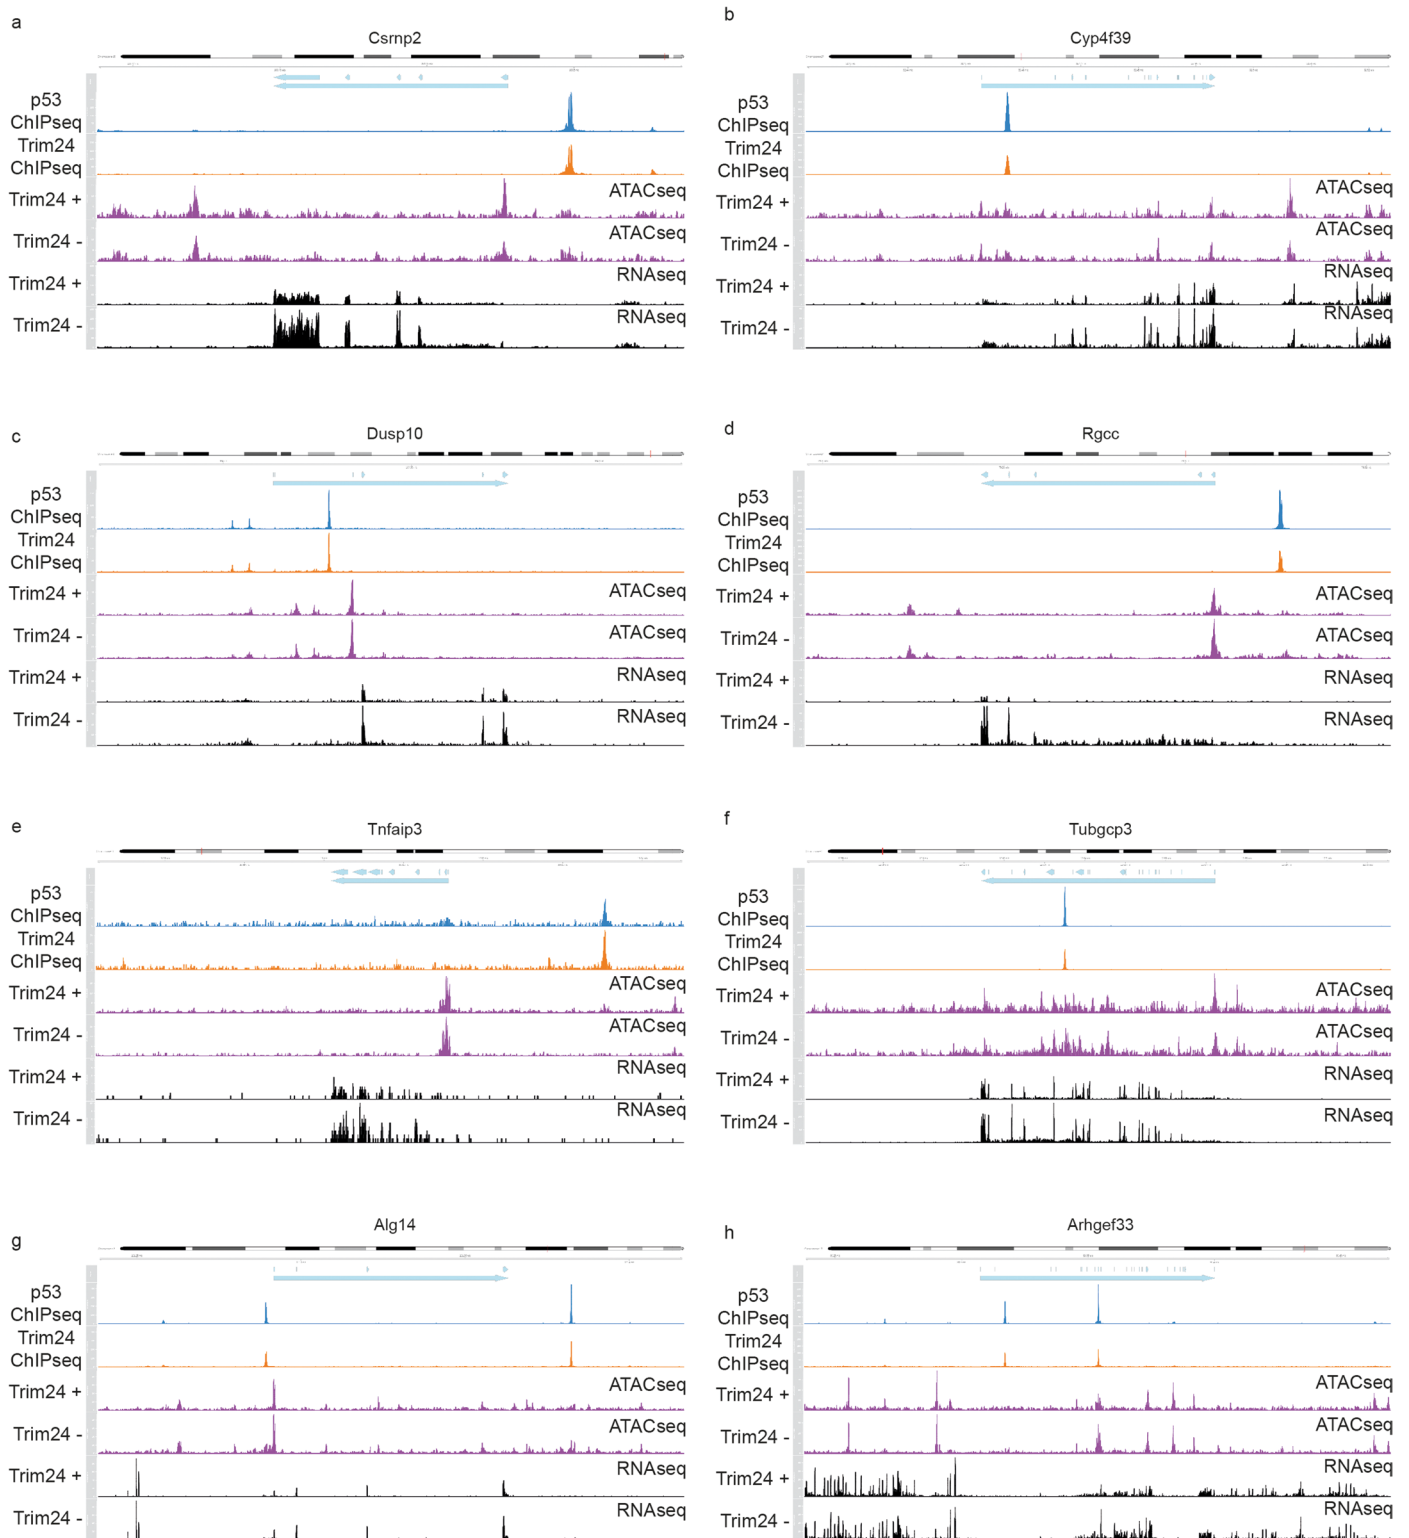 a
Csrnp2
p53
ChIPseq
Trim24
ChIPseq
Trim24 +
ATACseq
Trim24 -
ATACseq
Trim24 +
RNAseq
Trim24 -
RNAseq
b
Cyp4f39
p53
ChIPseq
Trim24
ChIPseq
Trim24 +
ATACseq
Trim24 -
ATACseq
Trim24 +
RNAseq
Trim24 -
RNAseq
c
Dusp10
p53
ChIPseq
Trim24
ChIPseq
Trim24 +
ATACseq
Trim24 -
ATACseq
Trim24 +
RNAseq
Trim24 -
RNAseq
d
Rgcc
p53
ChIPseq
Trim24
ChIPseq
Trim24 +
ATACseq
Trim24 -
ATACseq
Trim24 +
RNAseq
Trim24 -
RNAseq
e
Tnfaip3
p53
ChIPseq
Trim24
ChIPseq
Trim24 +
ATACseq
Trim24 -
ATACseq
Trim24 +
RNAseq
Trim24 -
RNAseq
f
Tubgcp3
p53
ChIPseq
Trim24
ChIPseq
Trim24 +
ATACseq
Trim24 -
ATACseq
Trim24 +
RNAseq
Trim24 -
RNAseq
g
Alg14
p53
ChIPseq
Trim24
ChIPseq
Trim24 +
ATACseq
Trim24 -
ATACseq
Trim24 +
RNAseq
Trim24 -
RNAseq
h
Arhgef33
p53
ChIPseq
Trim24
ChIPseq
Trim24 +
ATACseq
Trim24 -
ATACseq
Trim24 +
RNAseq
Trim24 -
RNAseq